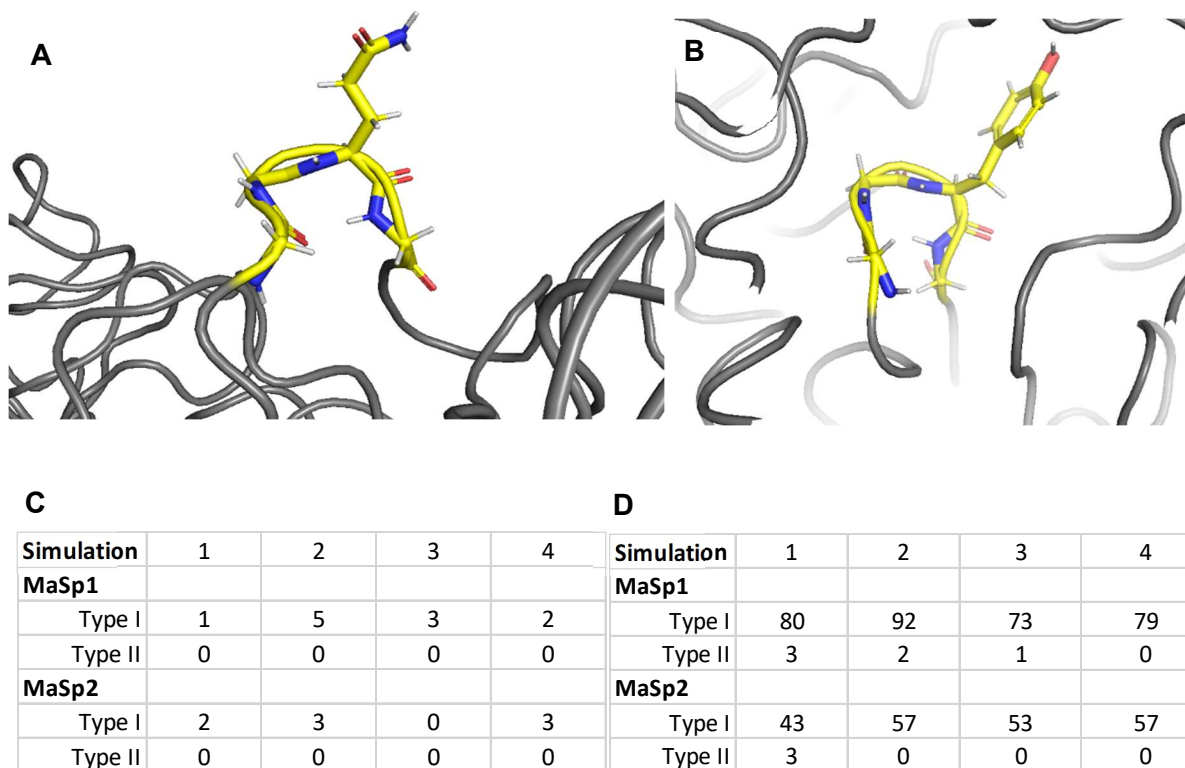 A
B
C
D
Simulation 1 2 3 4
MaSp1
Type I 1 5 3 2
Type II 0 0 0 0
MaSp2
Type I 2 3 0 3
Type II 0 0 0 0
Simulation 1 2 3 4
MaSp1
Type I 80 92 73 79
Type II 3 2 1 0
MaSp2
Type I 43 57 53 57
Type II 3 0 0 0